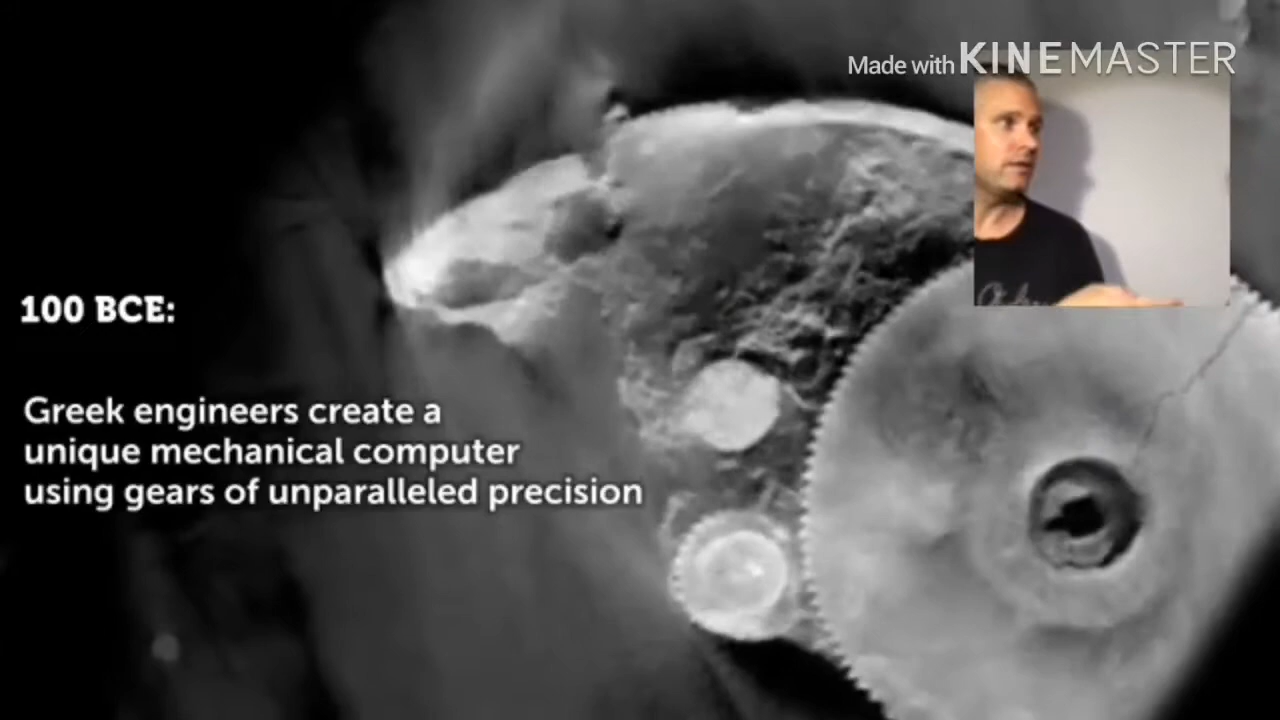 Made with KINEMASTER
100 BCE:
Greek engineers create a
unique mechanical computer
using gears of unparalleled precision